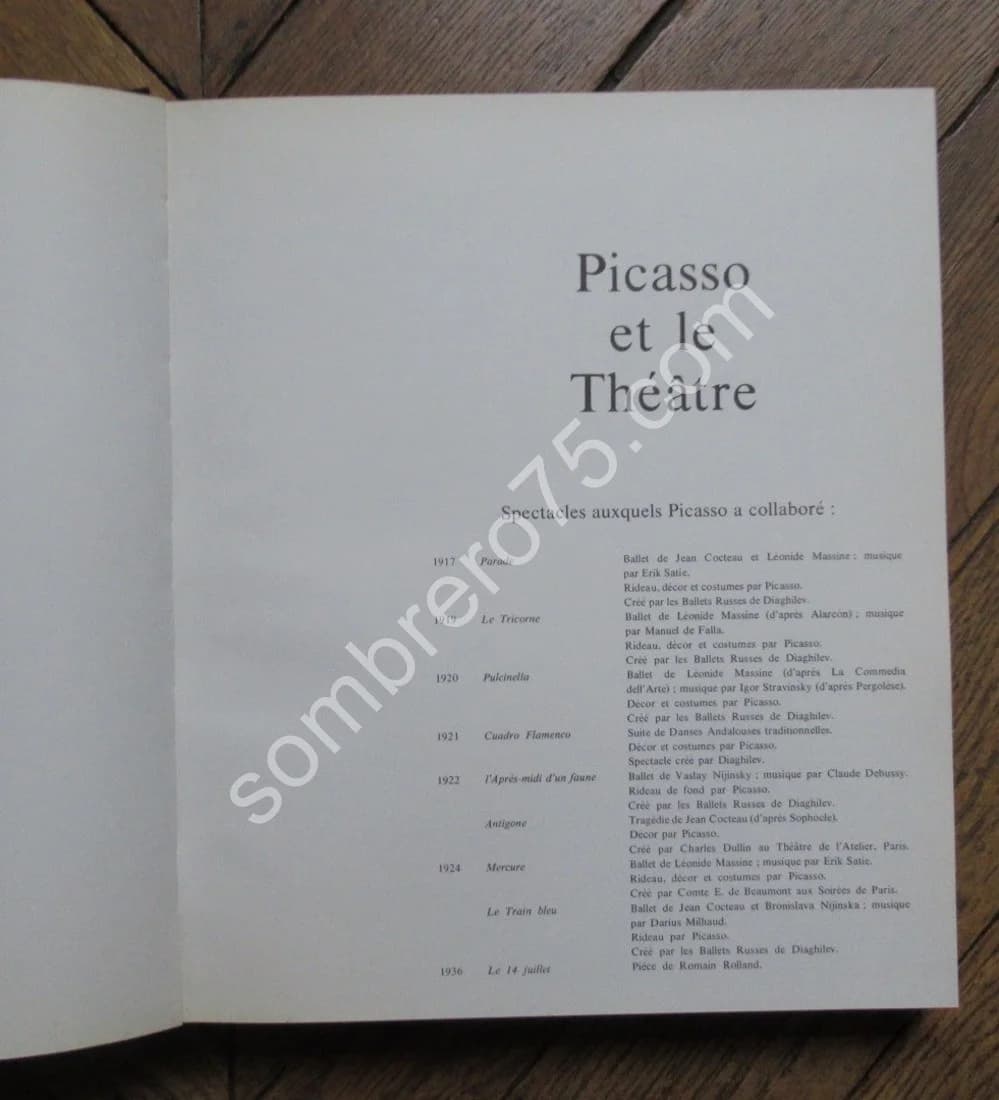 Picasso
et le
Théâtre
Spectacles auxquels Picasso a collaboré :
1917 Parade Ballet de Jean Cocteau et Léonide Massine ; musique
par Erik Satie.
Rideau, décor et costumes par Picasso.
Créé par les Ballets Russes de Diaghilev.
1919 Le Tricorne Ballet de Léonide Massine (d'après Alarcon) ; musique
par Manuel de Falla.
Rideau, décor et costumes par Picasso.
Créé par les Ballets Russes de Diaghilev.
1920 Pulcinella Ballet de Léonide Massine (d'après La Commedia
dell'Arte) ; musique par Igor Stravinsky (d'après Pergolèse).
Décor et costumes par Picasso.
Créé par les Ballets Russes de Diaghilev.
1921 Cuadro Flamenco Suite de Danses Andalouses traditionnelles.
Décor et costumes par Picasso.
Spectacle créé par Diaghilev.
1922 l'Après-midi d'un faune Ballet de Vaslav Nijinsky ; musique par Claude Debussy.
Rideau de fond par Picasso.
Créé par les Ballets Russes de Diaghilev.
Antigone Tragédie de Jean Cocteau (d'après Sophocle).
Décor par Picasso.
Créé par Charles Dullin au Théâtre de l'Atelier, Paris.
1924 Mercure Ballet de Léonide Massine ; musique par Erik Satie.
Rideau, décor et costumes par Picasso.
Créé par Comte E. de Beaumont aux Soirées de Paris.
Le Train bleu Ballet de Jean Cocteau et Bronislava Nijinska ; musique
par Darius Milhaud.
Rideau par Picasso.
Créé par les Ballets Russes de Diaghilev.
1936 Le 14 juillet Pièce de Romain Rolland.
sombrero75.com